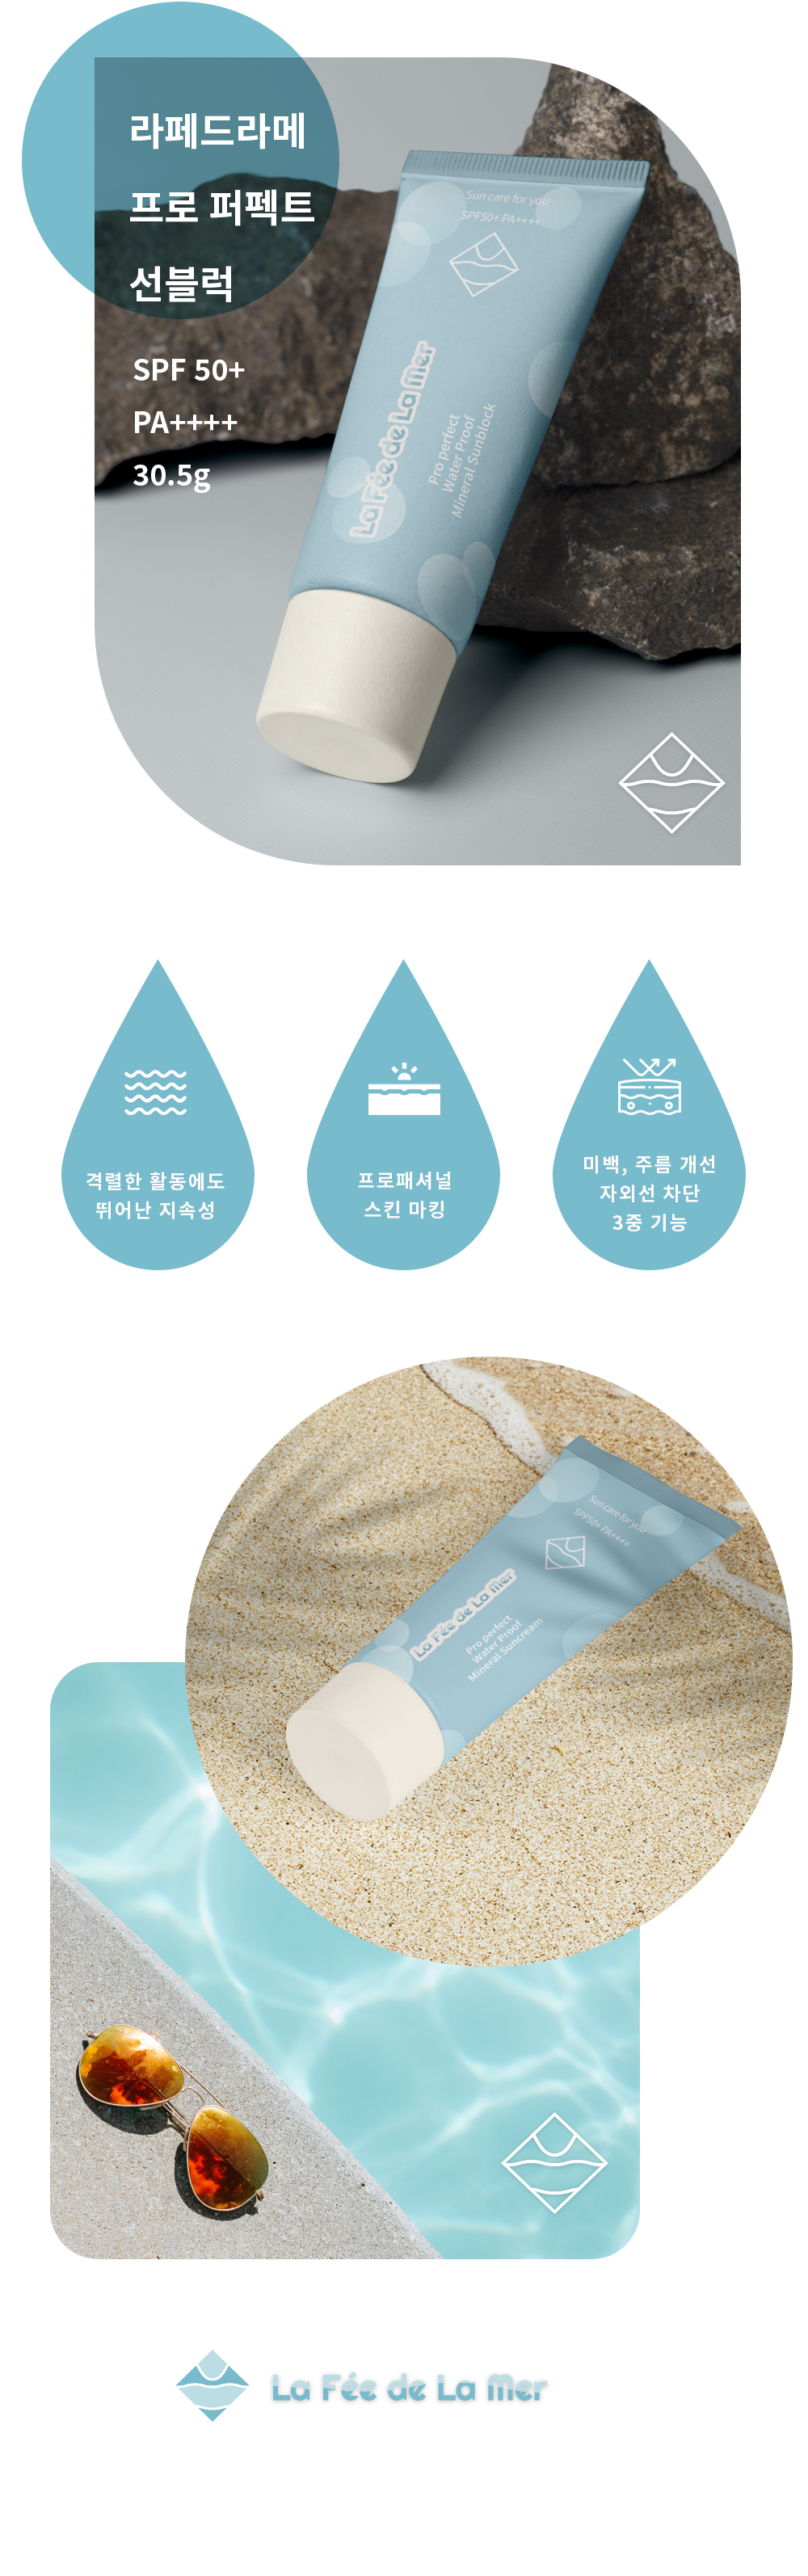 라페드라메
프로 퍼펙트
선블럭
SPF 50+
PA++++
30.5g
Sun care for you
SPF50+ PA++++
La Fée de La Mer
Pro perfect
Water Proof
Mineral Sunblock
격렬한 활동에도
뛰어난 지속성
프로패셔널
스킨 마킹
미백, 주름 개선
자외선 차단
3중 기능
Sun care for you
SPF50+ PA++++
La Fée de La Mer
Pro perfect
Water Proof
Mineral Suncream
La Fée de La Mer